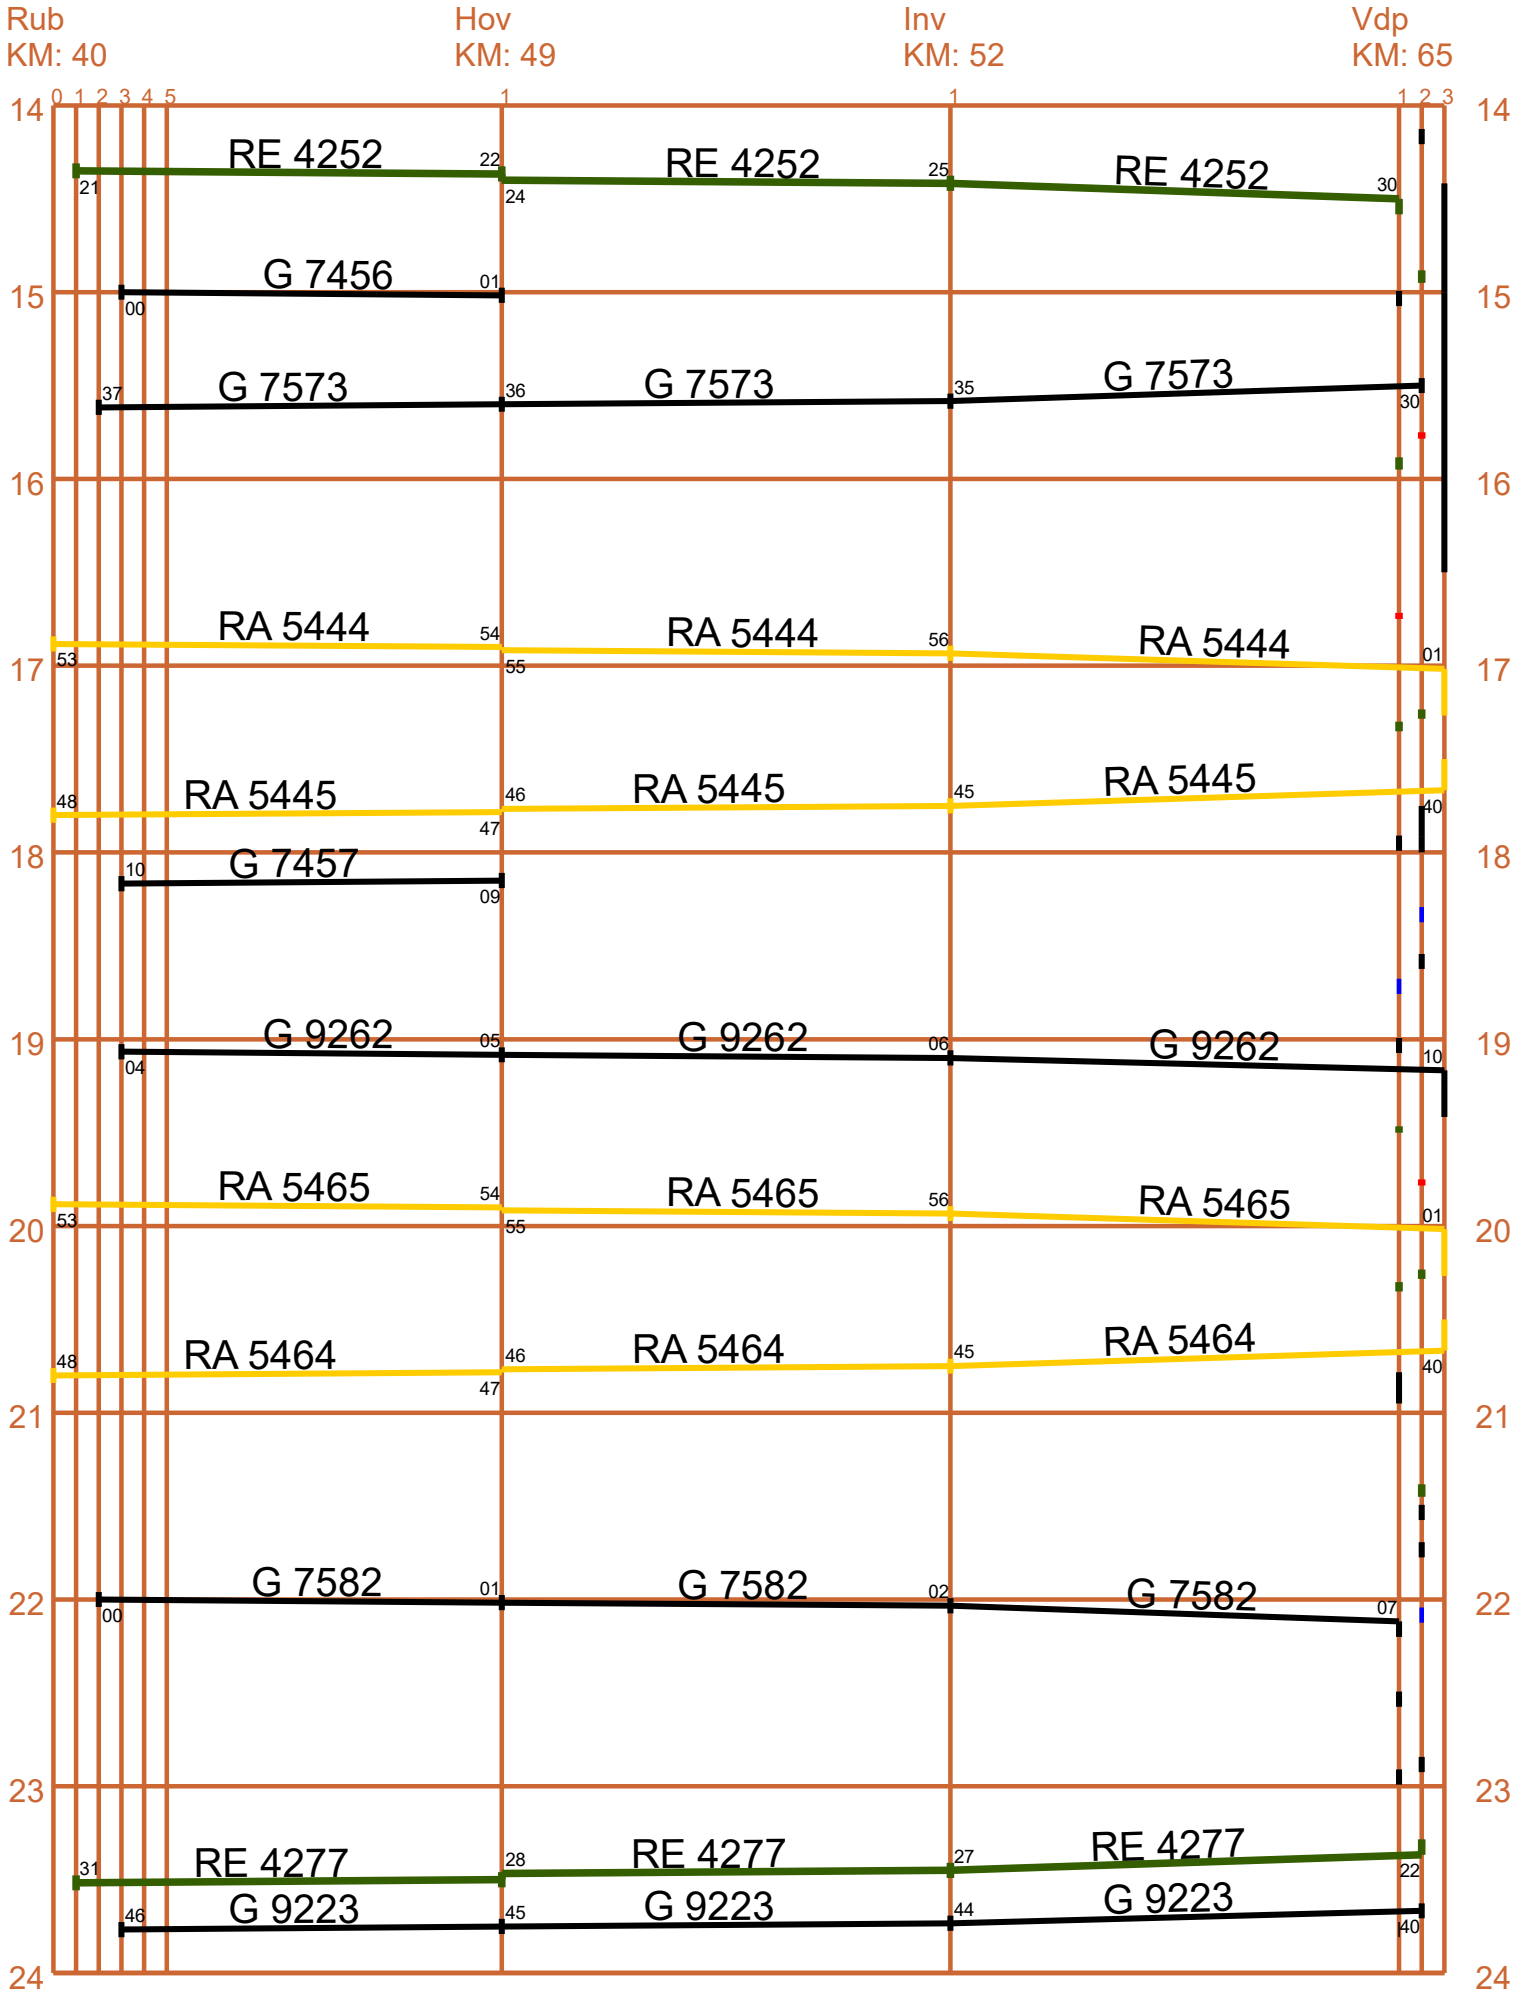 Rub Hov Inv Vdp
KM: 40 KM: 49 KM: 52 KM: 65
0 1 2 3 4 5 1 1 1 2 3
14 14
RE 4252 22 RE 4252 25 RE 4252 30
21 24
G 7456 01
15 00 15
37 G 7573 36 G 7573 35 G 7573 30
16 16
RA 5444 54 RA 5444 56 RA 5444 01
53 55
17 17
48 RA 5445 46 RA 5445 45 RA 5445 40
47
18 18
10 G 7457 09
19 19
G 9262 05 G 9262 06 G 9262 10
04
RA 5465 54 RA 5465 56 RA 5465 01
53 55
20 20
48 RA 5464 46 RA 5464 45 RA 5464 40
47
21 21
G 7582 01 G 7582 02 G 7582 07
22 00 22
23 23
31 RE 4277 28 RE 4277 27 RE 4277 22
46 G 9223 45 G 9223 44 G 9223 40
24 24